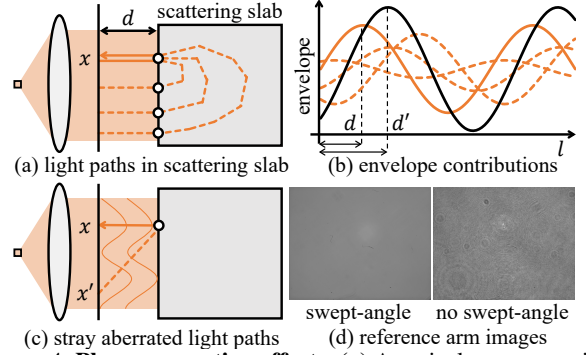 scattering slab
d
x
(a) light paths in scattering slab
envelope
d
d′
l
(b) envelope contributions
x
x′
(c) stray aberrated light paths
swept-angle
no swept-angle
(d) reference arm images